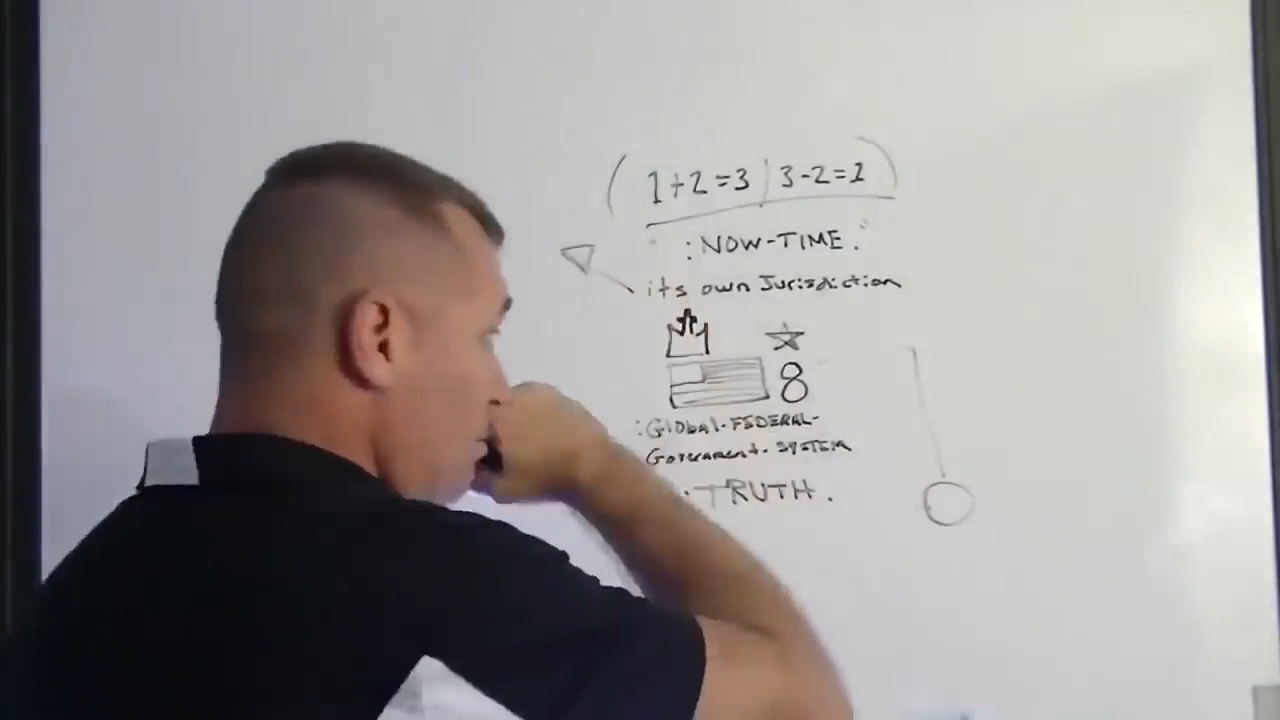 ( 1+2=3 | 3-2=1 )
:NOW-TIME.
its own Jurisdiction
8
:Global-FEDERAL-
Government-SYSTEM
:TRUTH.